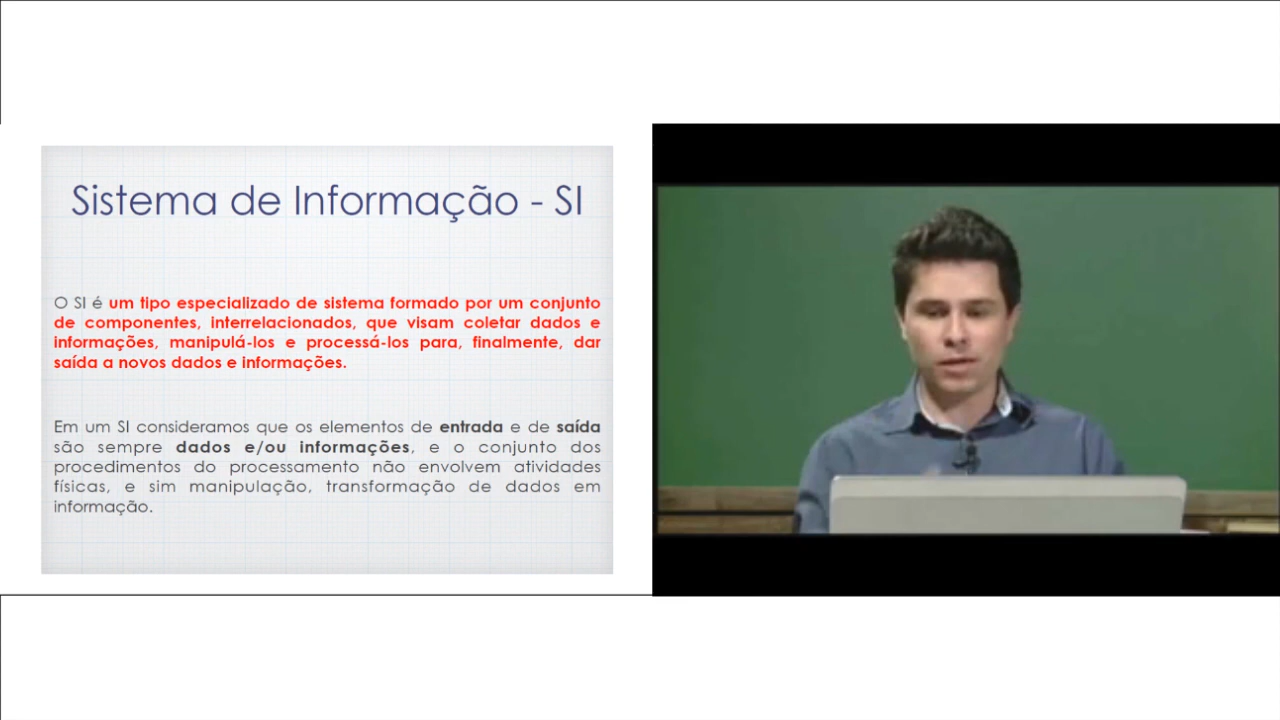 Sistema de Informação - SI
O SI é um tipo especializado de sistema formado por um conjunto
de componentes, interrelacionados, que visam coletar dados e
informações, manipulá-los e processá-los para, finalmente, dar
saída a novos dados e informações.
Em um SI consideramos que os elementos de entrada e de saída
são sempre dados e/ou informações, e o conjunto dos
procedimentos do processamento não envolvem atividades
físicas, e sim manipulação, transformação de dados em
informação.